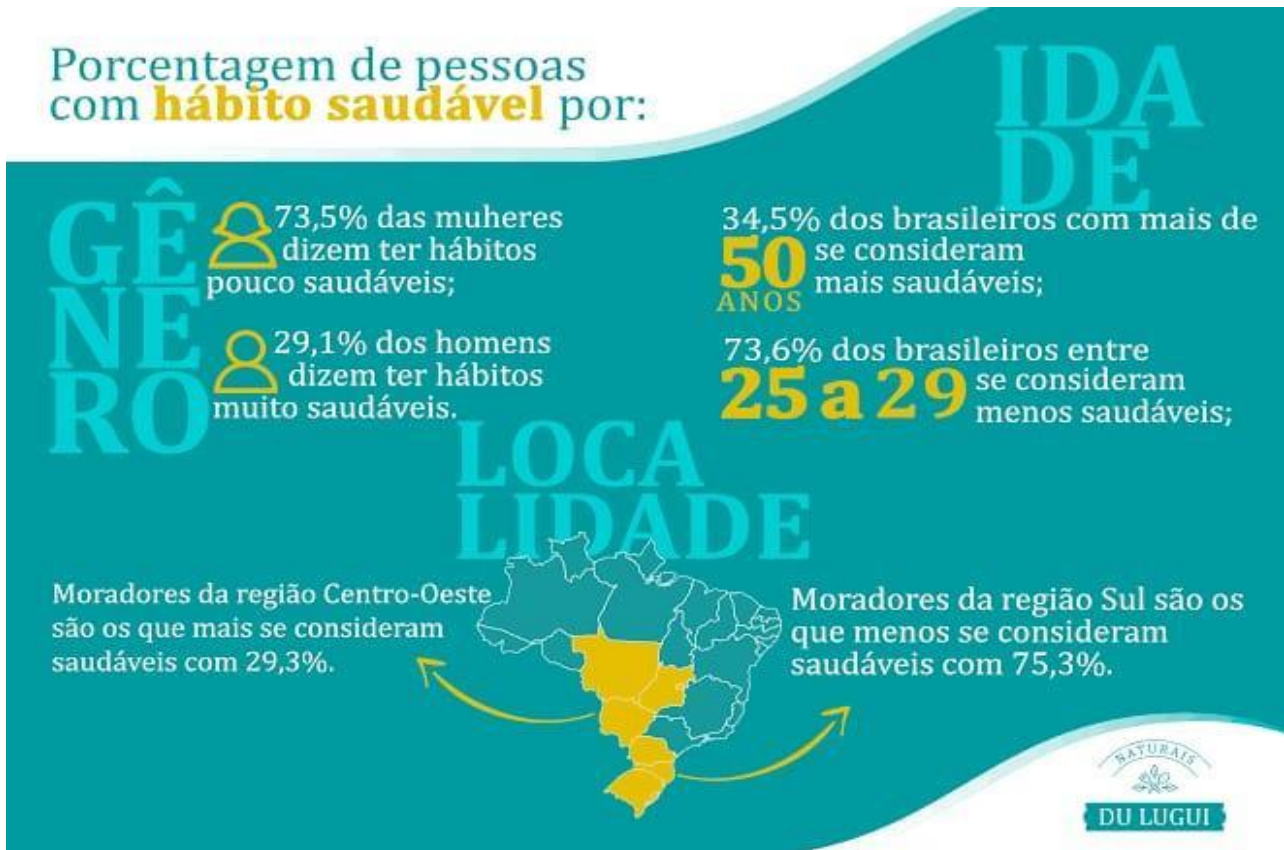 Porcentagem de pessoas
com hábito saudável por:
GÊ
NE
RO
73,5% das muheres
dizem ter hábitos
pouco saudáveis;
29,1% dos homens
dizem ter hábitos
muito saudáveis.
IDA
DE
34,5% dos brasileiros com mais de
50 se consideram
ANOS mais saudáveis;
73,6% dos brasileiros entre
25 a 29 se consideram
menos saudáveis;
LOCA
LIDADE
Moradores da região Centro-Oeste
são os que mais se consideram
saudáveis com 29,3%.
Moradores da região Sul são os
que menos se consideram
saudáveis com 75,3%.
NATURAIS
DU LUGUI